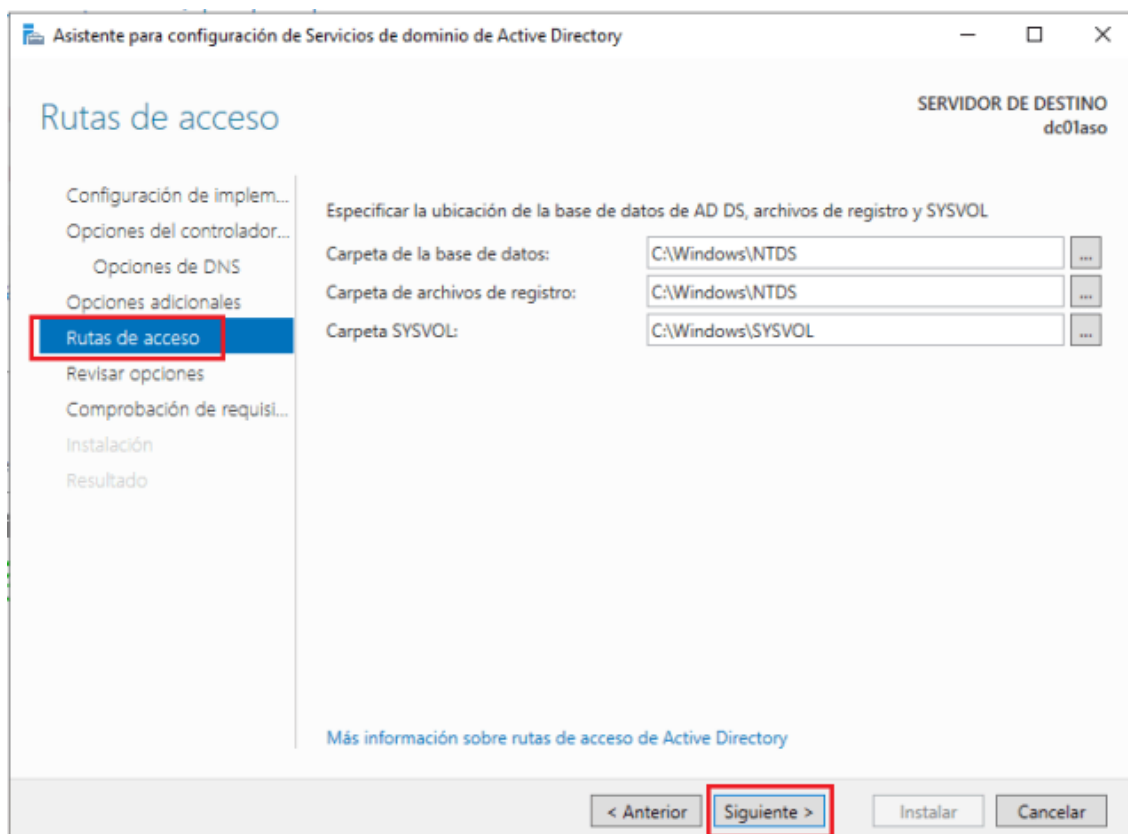 Asistente para configuración de Servicios de dominio de Active Directory
Rutas de acceso
SERVIDOR DE DESTINO
dc01aso
Configuración de implem...
Opciones del controlador...
Opciones de DNS
Opciones adicionales
Rutas de acceso
Revisar opciones
Comprobación de requisi...
Instalación
Resultado
Especificar la ubicación de la base de datos de AD DS, archivos de registro y SYSVOL
Carpeta de la base de datos: C:\Windows\NTDS ...
Carpeta de archivos de registro: C:\Windows\NTDS ...
Carpeta SYSVOL: C:\Windows\SYSVOL ...
Más información sobre rutas de acceso de Active Directory
< Anterior Siguiente > Instalar Cancelar